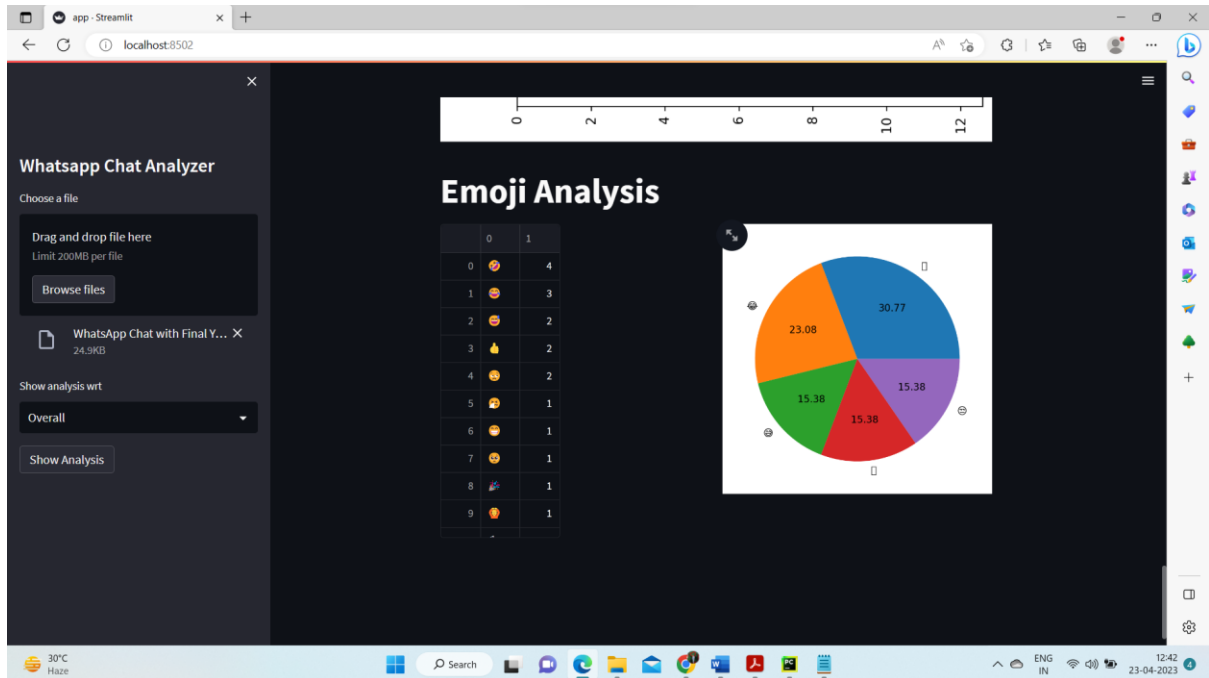 app - Streamlit
localhost:8502
Whatsapp Chat Analyzer
Choose a file
Drag and drop file here
Limit 200MB per file
Browse files
WhatsApp Chat with Final Y...
24.9KB
Show analysis wrt
Overall
Show Analysis
0 2 4 6 8 10 12
Emoji Analysis
0 1
0 🤣 4
1 😂 3
2 😅 2
3 👍 2
4 2
5 1
6 😁 1
7 🥺 1
8 🎉 1
9 1
30.77
23.08
15.38
15.38
15.38
30°C
Haze
Search
ENG
IN
12:42
23-04-2023
4